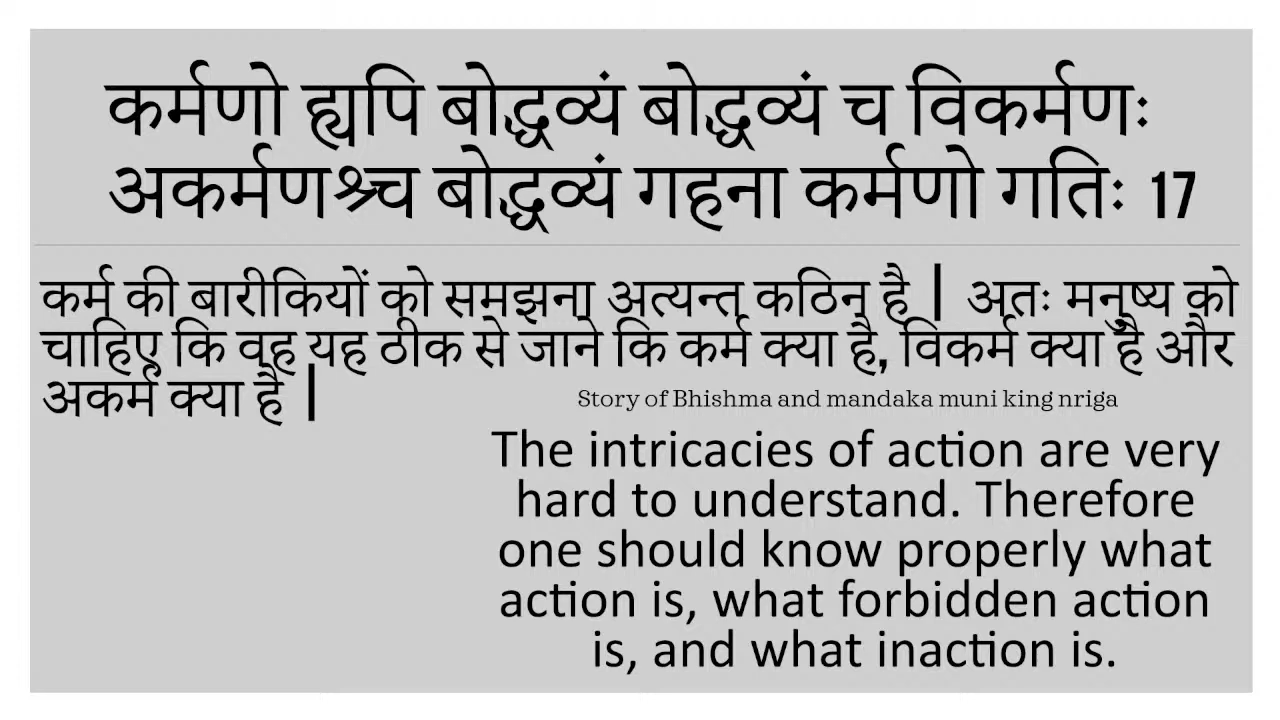 कर्मणो ह्यपि बोद्धव्यं बोद्धव्यं च विकर्मणः
अकर्मणश्र्च बोद्धव्यं गहना कर्मणो गतिः 17
कर्म की बारीकियों को समझना अत्यन्त कठिन है | अतः मनुष्य को
चाहिए कि वह यह ठीक से जाने कि कर्म क्या है, विकर्म क्या है और
अकर्म क्या है |
Story of Bhishma and mandaka muni king nriga
The intricacies of action are very
hard to understand. Therefore
one should know properly what
action is, what forbidden action
is, and what inaction is.